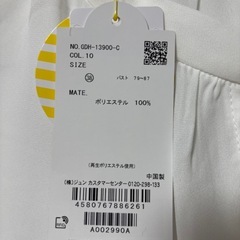 NO.GDH-13900-C
COL.10
SIZE
38 バスト 79~87
MATE.
ポリエステル 100%
(再生ポリエステル使用)
中国製
(株)ジュン カスタマーセンター 0120-298-133
4580767886261
A002990A